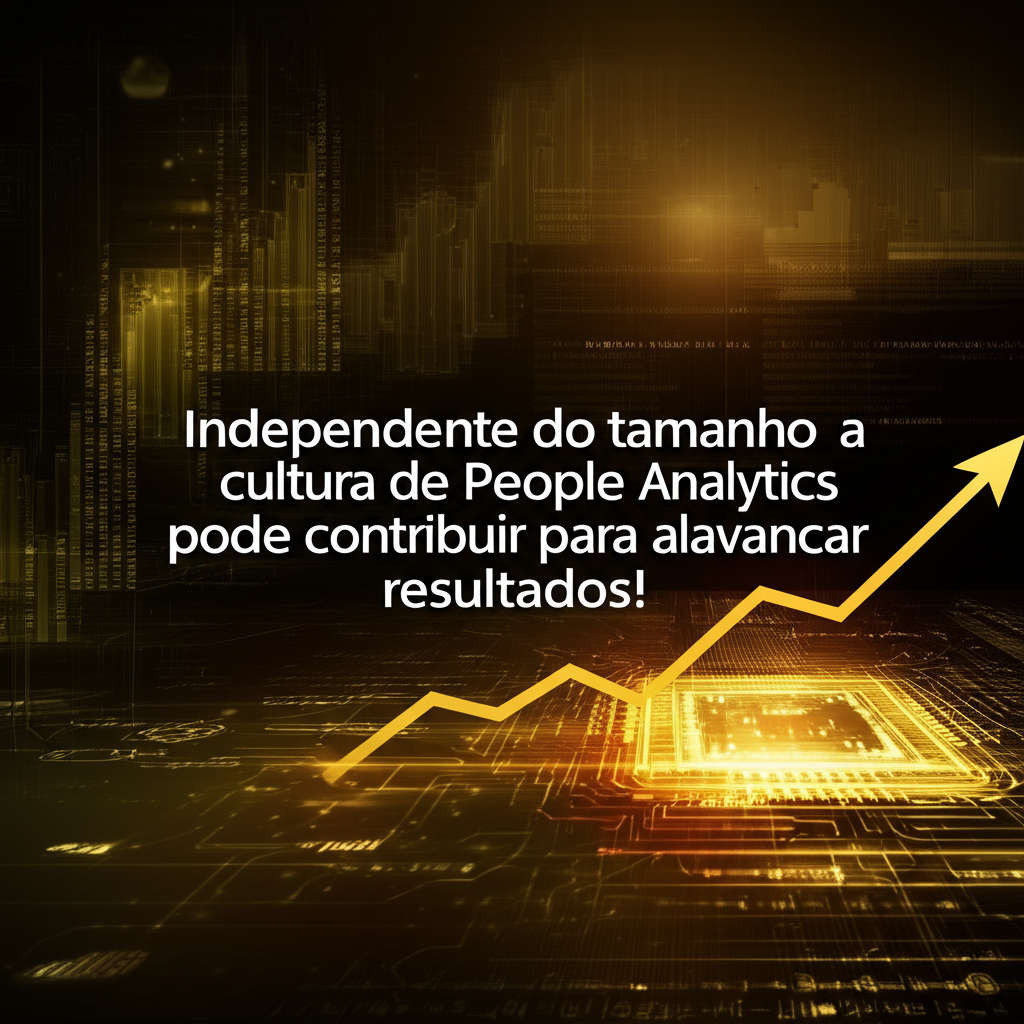 Independente do tamanho a
cultura de People Analytics
pode contribuir para alavancar
resultados!